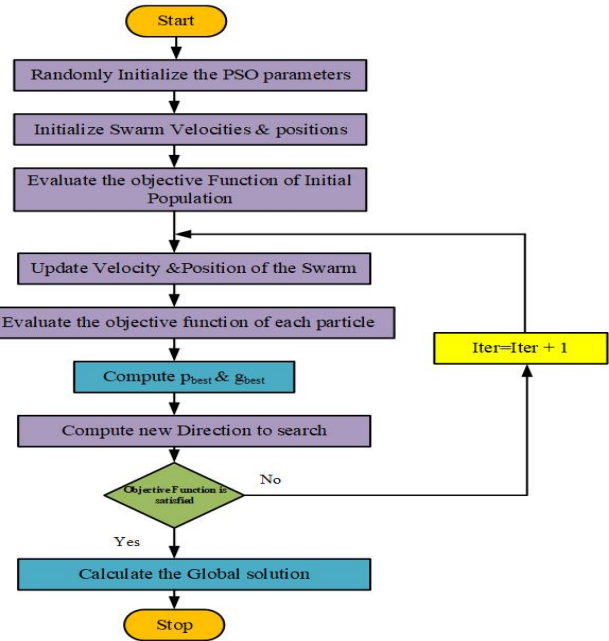 Start
Randomly Initialize the PSO parameters
Initialize Swarm Velocities & positions
Evaluate the objective Function of Initial
Population
Update Velocity &Position of the Swarm
Evaluate the objective function of each particle
Iter=Iter + 1
Compute pbest & gbest
Compute new Direction to search
Objective Function is
satisfied
No
Yes
Calculate the Global solution
Stop